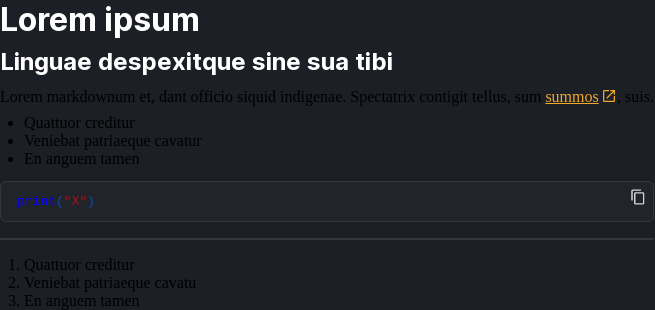 Lorem ipsum
Linguae despexitque sine sua tibi
Lorem markdownum et, dant officio siquid indigenae. Spectatrix contigit tellus, sum summos, suis.
• Quattuor creditur
• Veniebat patriaeque cavatur
• En anguem tamen
print("X")
1. Quattuor creditur
2. Veniebat patriaeque cavatu
3. En anguem tamen